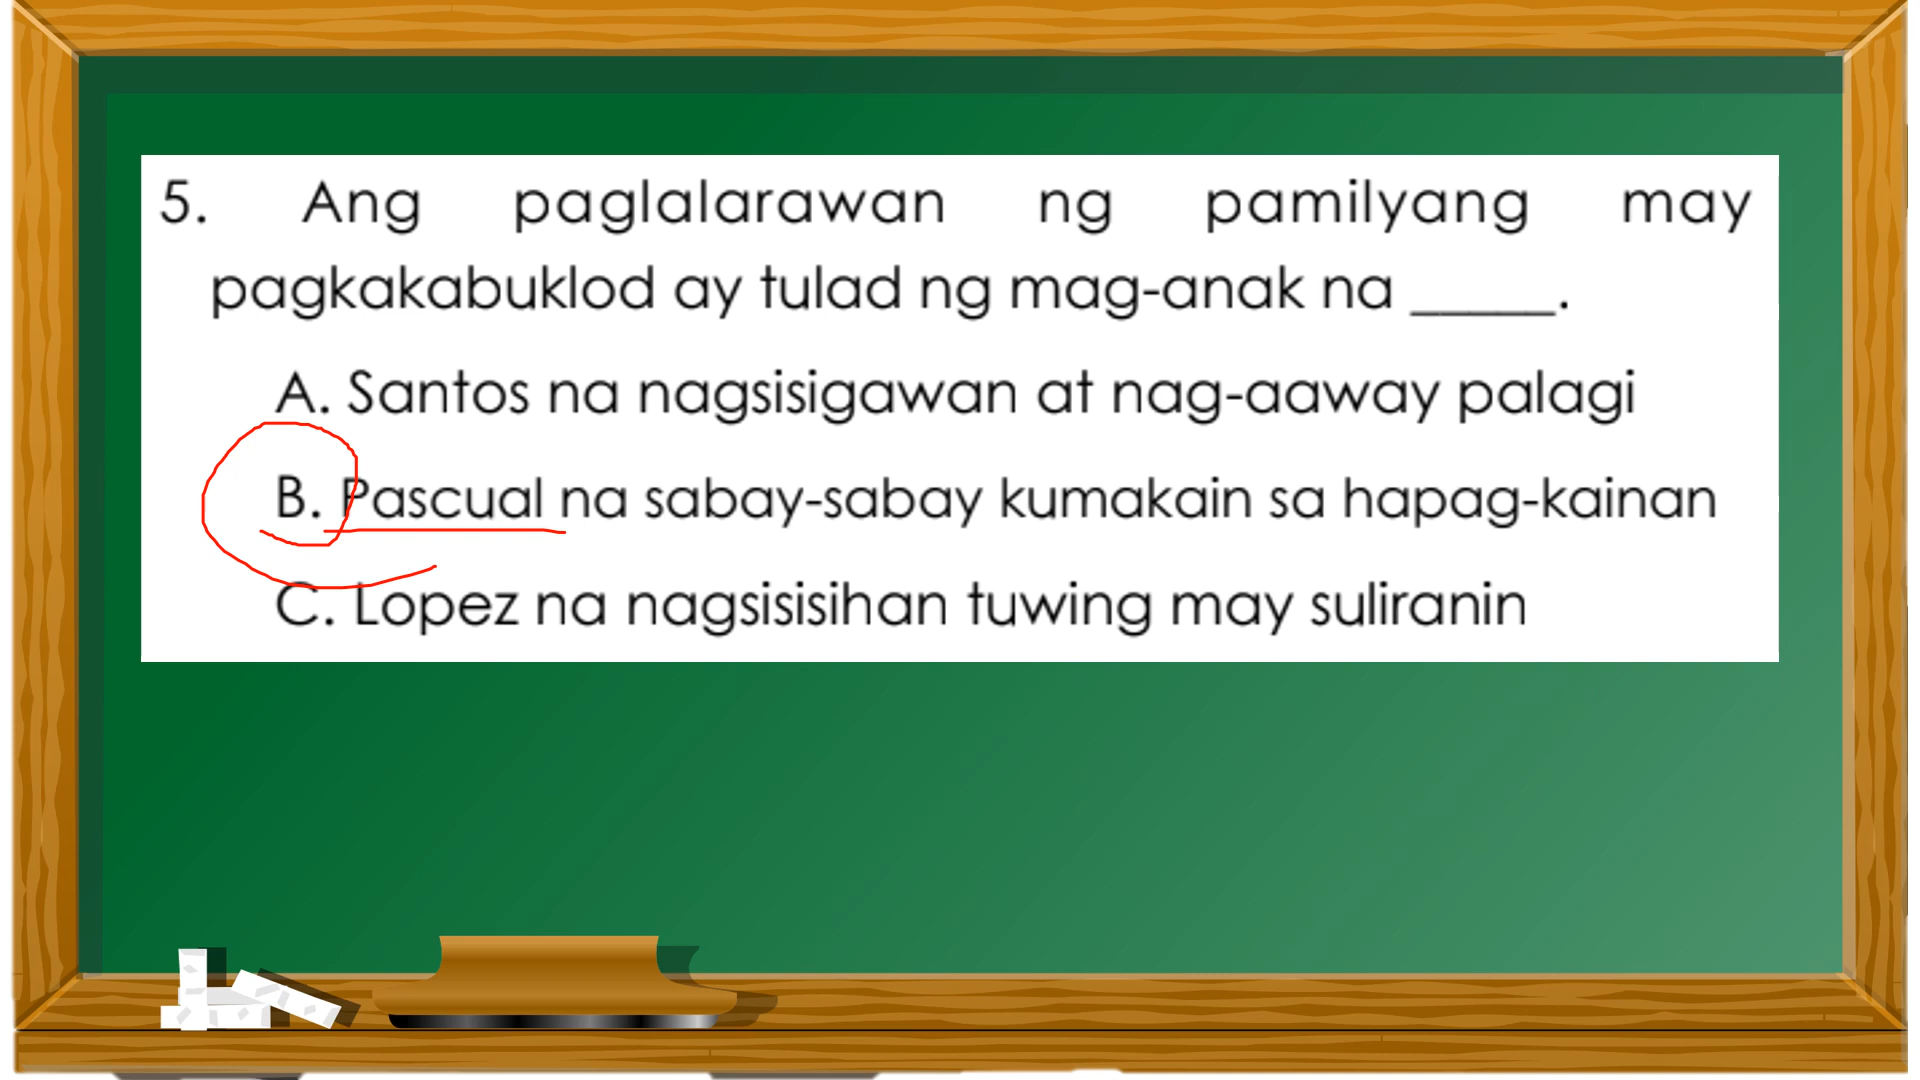 5. Ang paglalarawan ng pamilyang may
pagkakabuklod ay tulad ng mag-anak na _____.
A. Santos na nagsisigawan at nag-aaway palagi
B. Pascual na sabay-sabay kumakain sa hapag-kainan
C. Lopez na nagsisisihan tuwing may suliranin